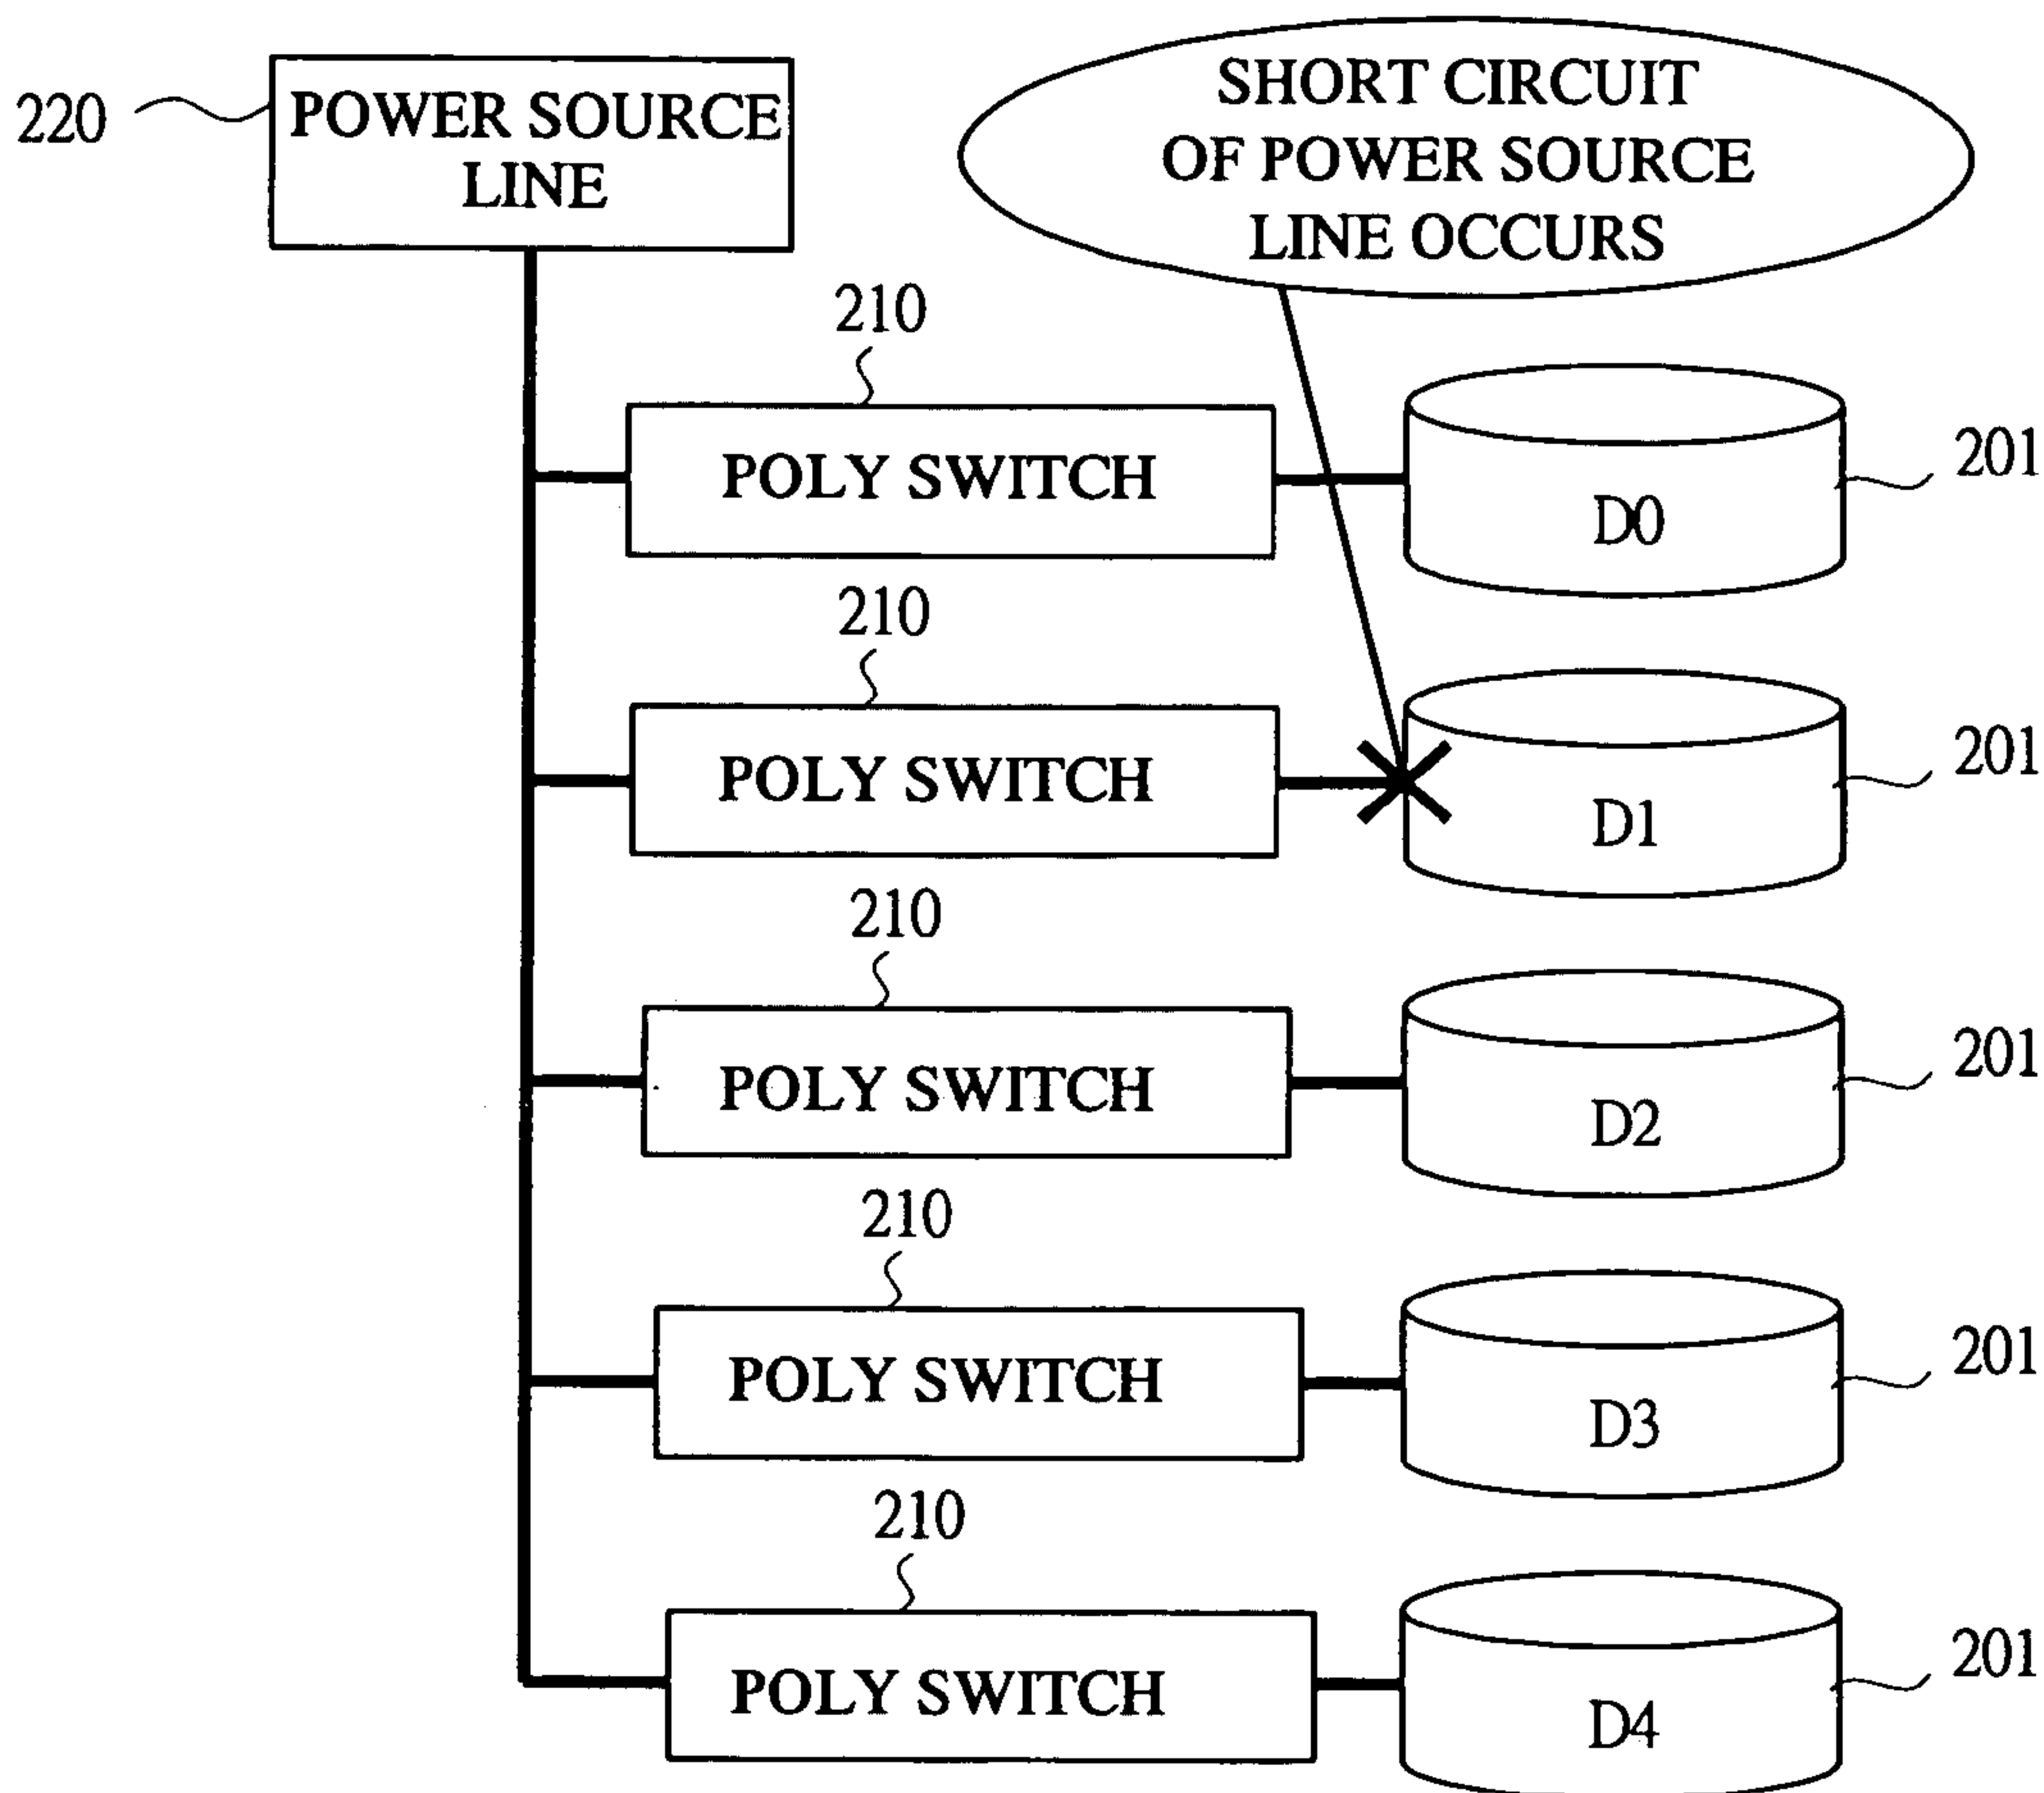 220
POWER SOURCE
LINE
SHORT CIRCUIT
OF POWER SOURCE
LINE OCCURS
210
POLY SWITCH
D0
201
210
POLY SWITCH
D1
201
210
POLY SWITCH
D2
201
210
POLY SWITCH
D3
201
210
POLY SWITCH
D4
201